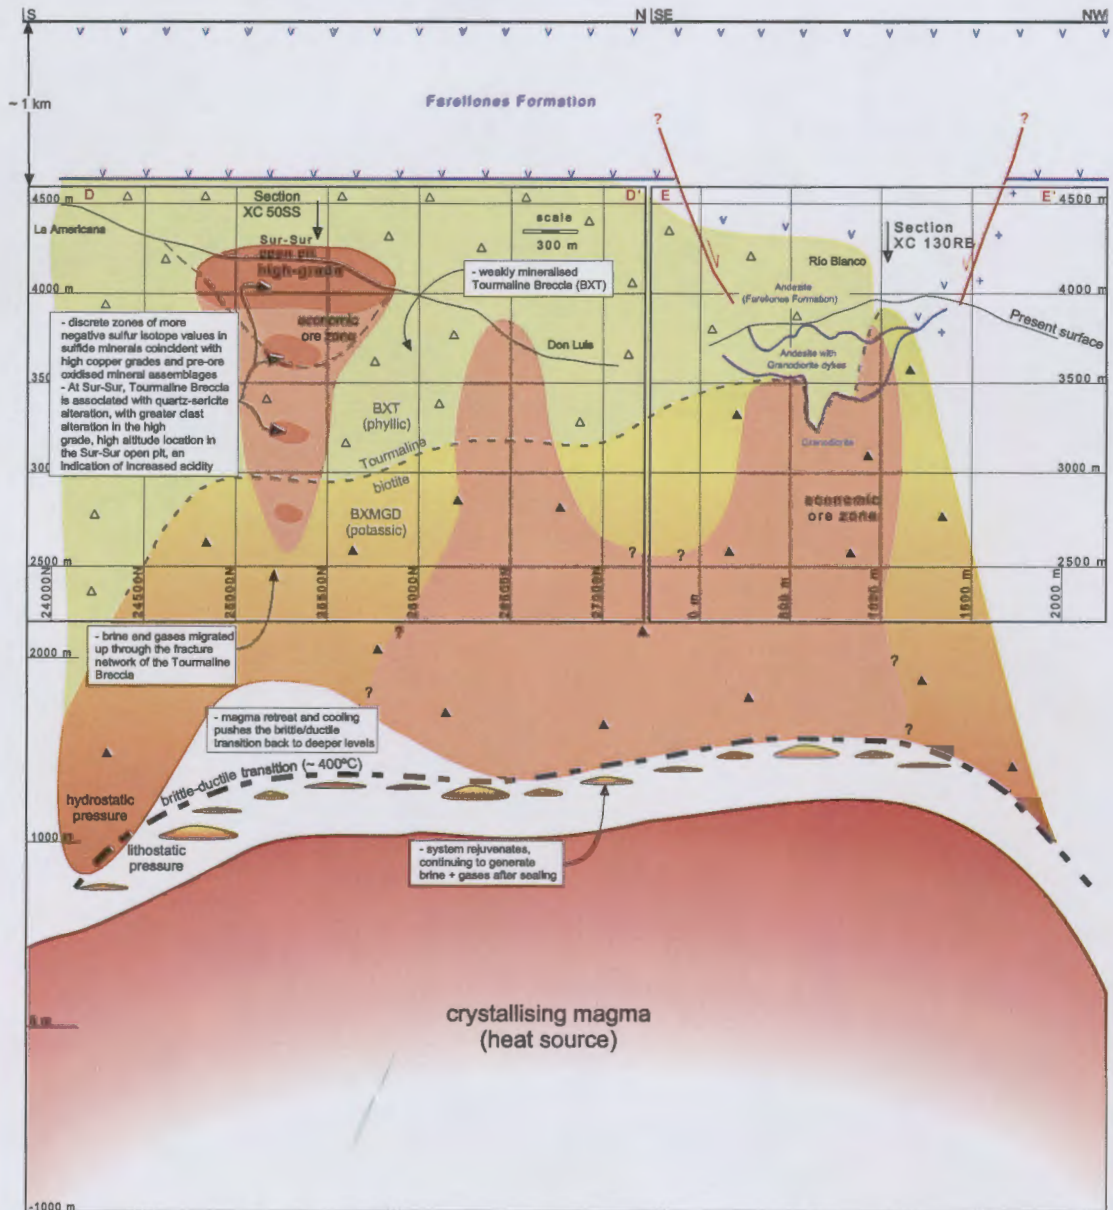 S
N
SE
NW
~ 1 km
Farellones Formation
?
?
D
D'
E
E'
4500 m
4500 m
Section
XC 50SS
scale
300 m
Section
XC 130RB
La Americana
Sur-Sur
open pit
high-grade
- weakly mineralised
Tourmaline Breccia (BXT)
Rio Blanco
4000 m
4000 m
Andesite
(Farellones Formation)
Present surface
- discrete zones of more
negative sulfur isotope values in
sulfide minerals coincident with
high copper grades and pre-ore
oxidised mineral assemblages
- At Sur-Sur, Tourmaline Breccia
is associated with quartz-sericite
alteration, with greater clast
alteration in the high
grade, high altitude location in
the Sur-Sur open pit, an
indication of increased acidity
economic
ore zone
Don Luis
Andesite with
Granodiorite dykes
3500 m
3500 m
BXT
(phyllic)
Granodiorite
Tourmaline
biotite
3000 m
3000 m
BXMGD
(potassic)
economic
ore zone
2500 m
2500 m
?
?
24000N
24500N
25000N
25500N
26000N
26500N
27000N
0 m
500 m
1000 m
1500 m
2000 m
- brine and gases migrated
up through the fracture
network of the Tourmaline
Breccia
?
2000 m
?
?
- magma retreat and cooling
pushes the brittle/ductile
transition back to deeper levels
?
brittle-ductile transition (~ 400ºC)
hydrostatic
pressure
1000 m
lithostatic
pressure
- system rejuvenates,
continuing to generate
brine + gases after sealing
crystallising magma
(heat source)
0 m
-1000 m